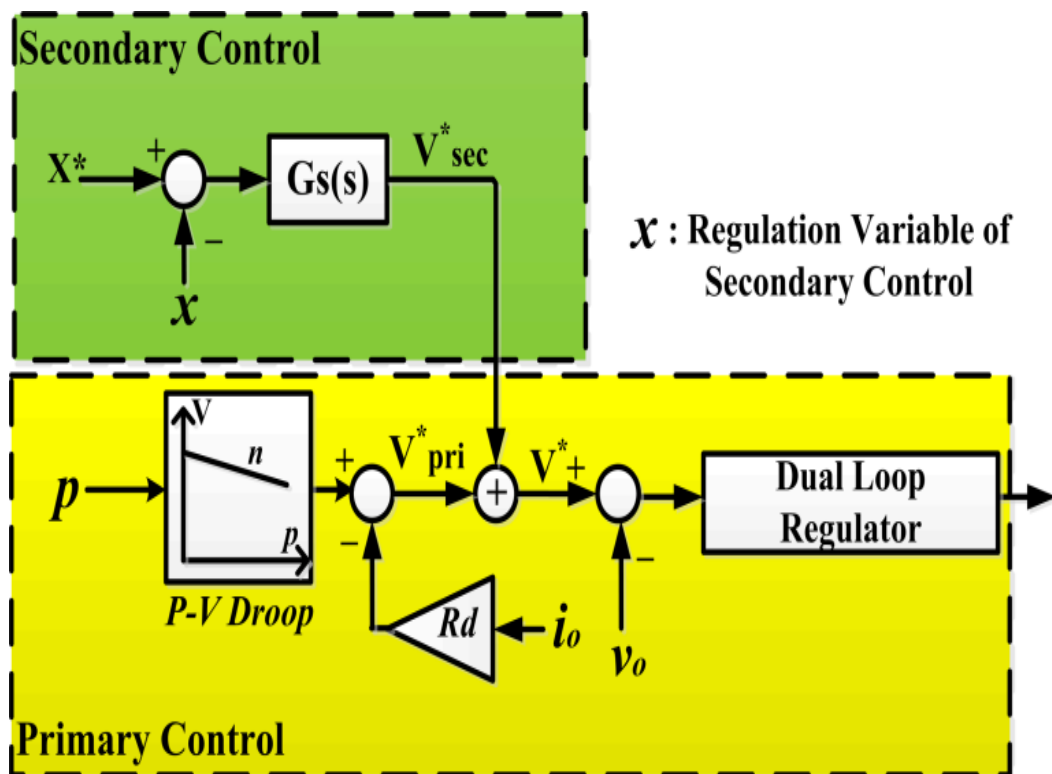 Secondary Control
X*
+
−
x
Gs(s)
V*sec
x : Regulation Variable of
Secondary Control
p
V
n
p
P-V Droop
+
−
V*pri
+
V*
+
−
Dual Loop
Regulator
Rd
io
vo
Primary Control